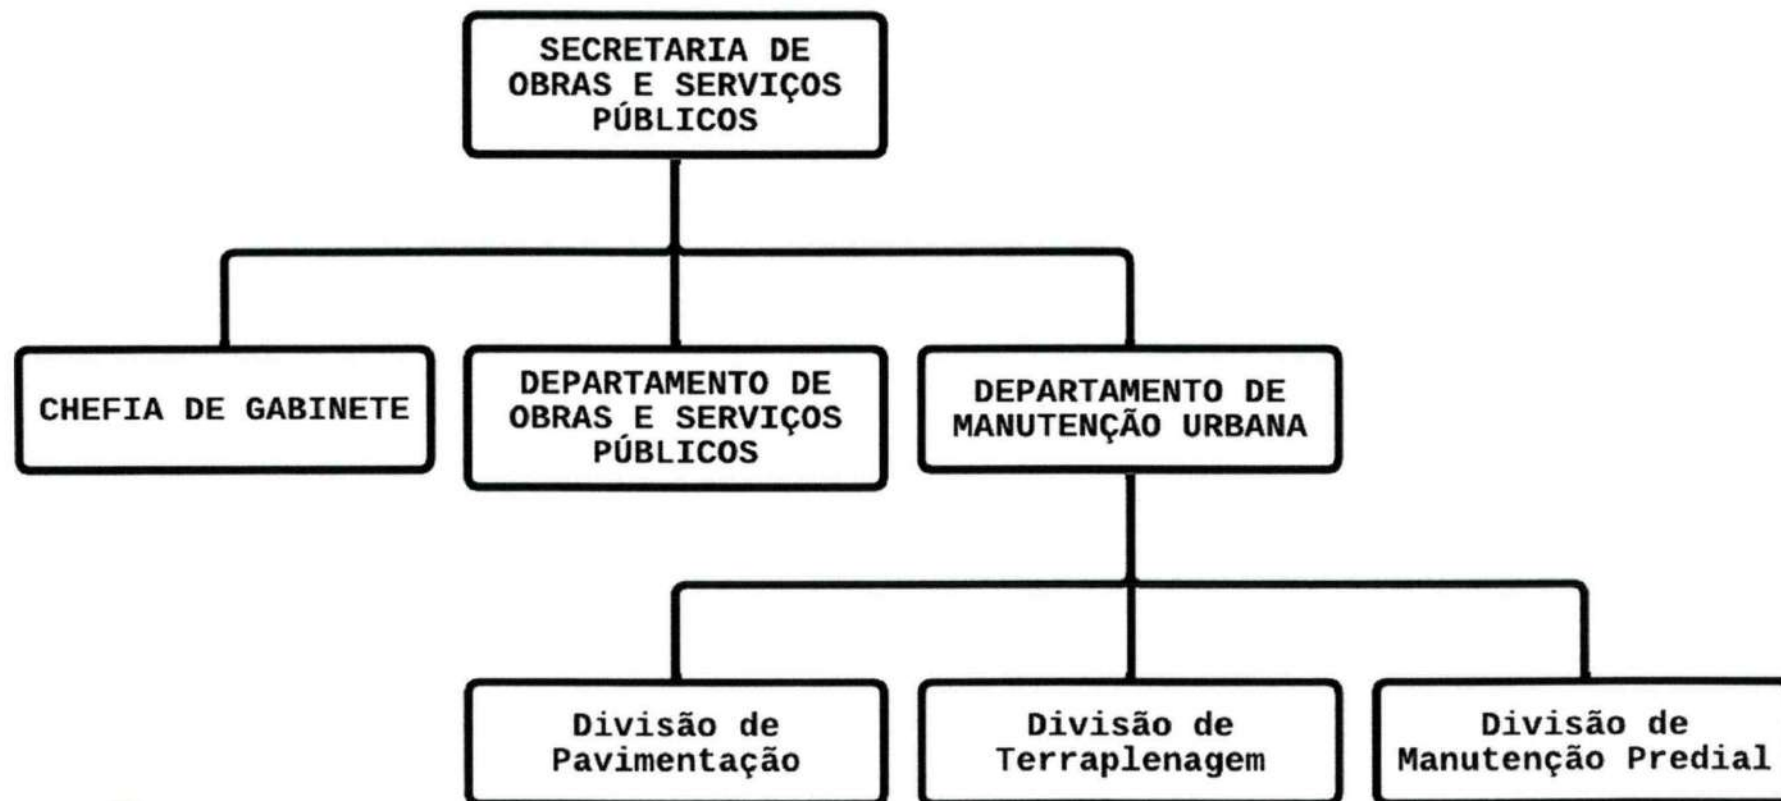 SECRETARIA DE
OBRAS E SERVIÇOS
PÚBLICOS
CHEFIA DE GABINETE
DEPARTAMENTO DE
OBRAS E SERVIÇOS
PÚBLICOS
DEPARTAMENTO DE
MANUTENÇÃO URBANA
Divisão de
Pavimentação
Divisão de
Terraplenagem
Divisão de
Manutenção Predial